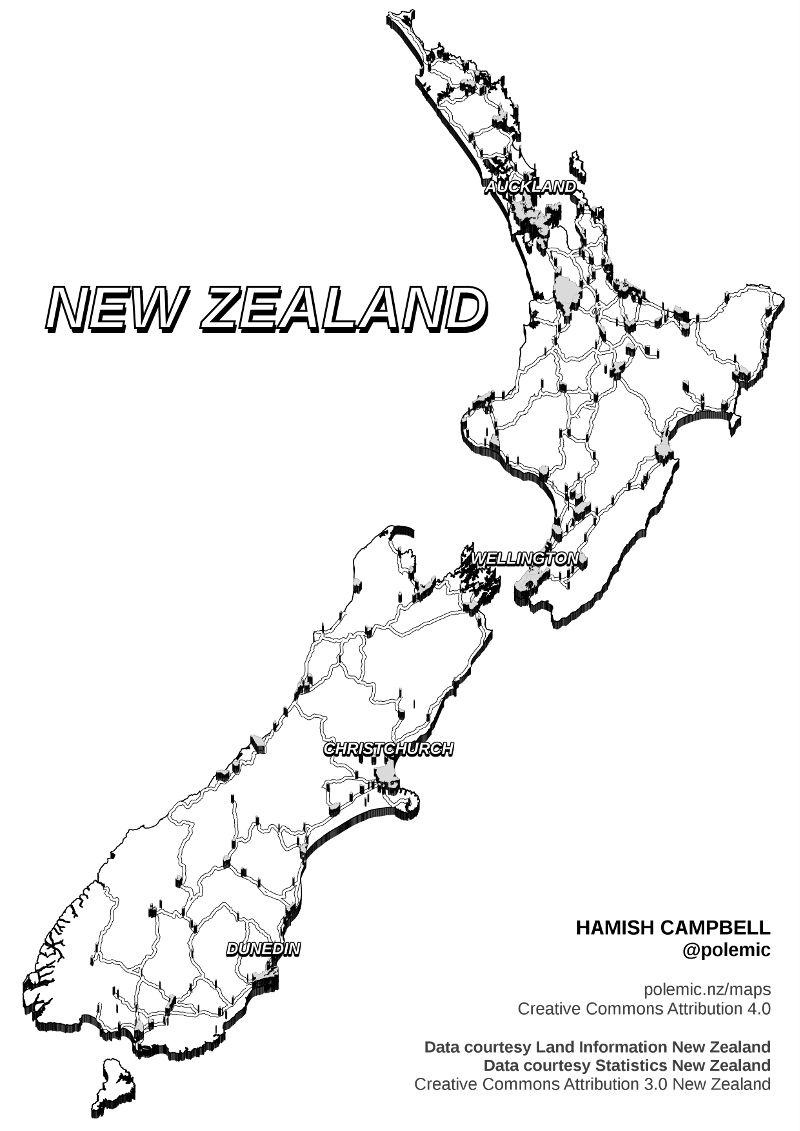 AUCKLAND
NEW ZEALAND
WELLINGTON
CHRISTCHURCH
DUNEDIN
HAMISH CAMPBELL
@polemic
polemic.nz/maps
Creative Commons Attribution 4.0
Data courtesy Land Information New Zealand
Data courtesy Statistics New Zealand
Creative Commons Attribution 3.0 New Zealand